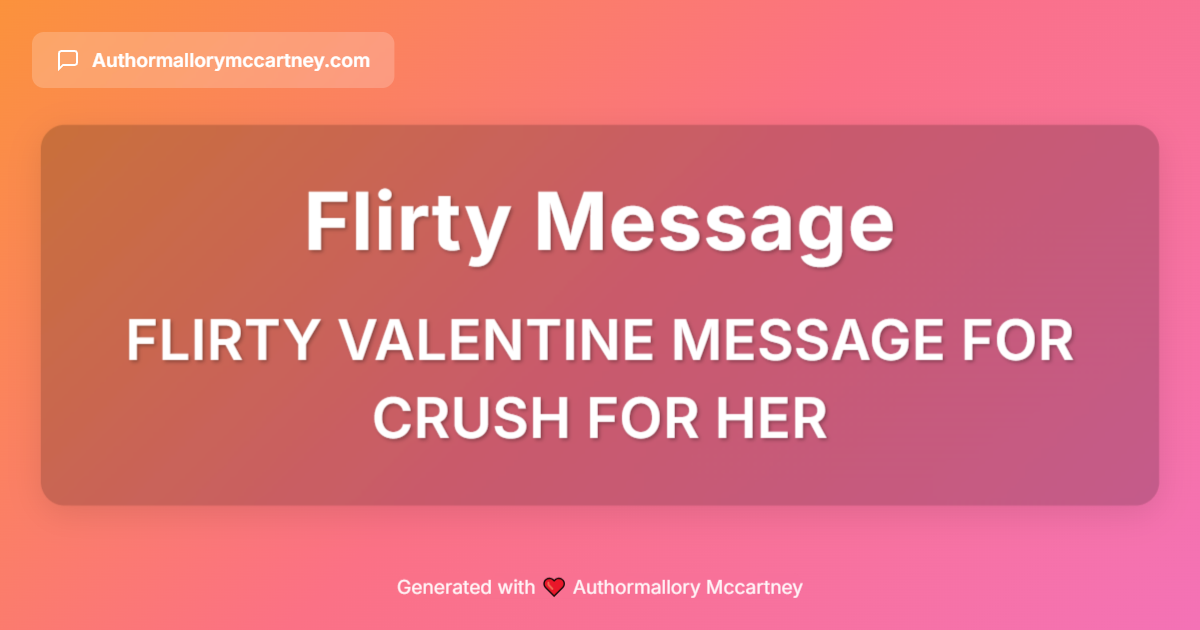 Authormallorymccartney.com
Flirty Message
FLIRTY VALENTINE MESSAGE FOR
CRUSH FOR HER
Generated with ❤️ Authormallory Mccartney